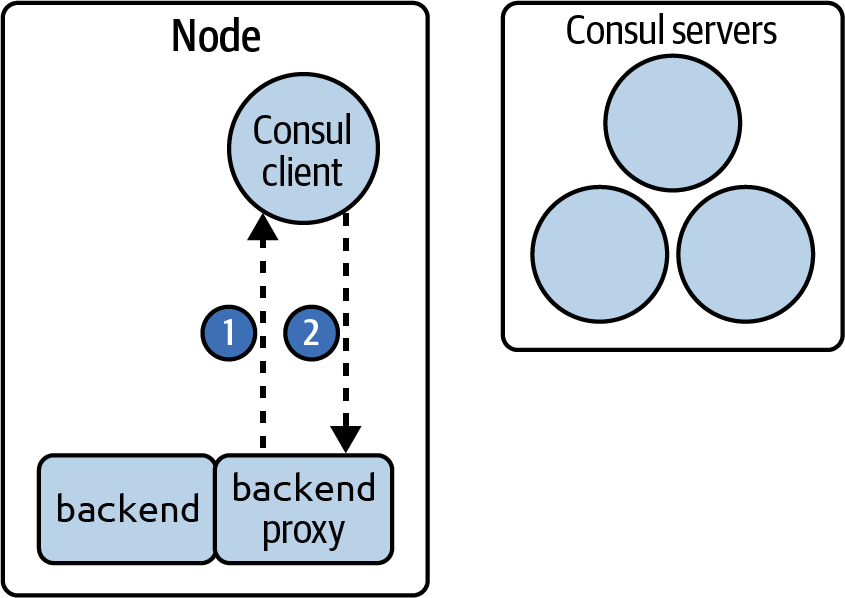 Node
Consul
client
1
2
backend
backend
proxy
Consul servers